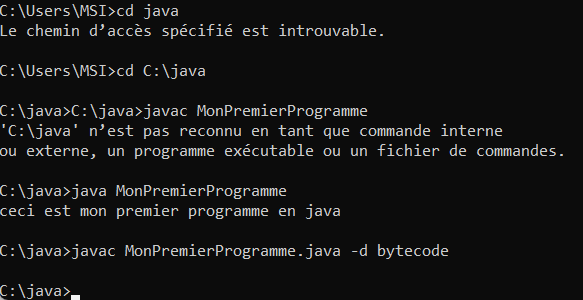 C:\Users\MSI>cd java
Le chemin d’accès spécifié est introuvable.
C:\Users\MSI>cd C:\java
C:\java>C:\java>javac MonPremierProgramme
'C:\java' n’est pas reconnu en tant que commande interne
ou externe, un programme exécutable ou un fichier de commandes.
C:\java>java MonPremierProgramme
ceci est mon premier programme en java
C:\java>javac MonPremierProgramme.java -d bytecode
C:\java>